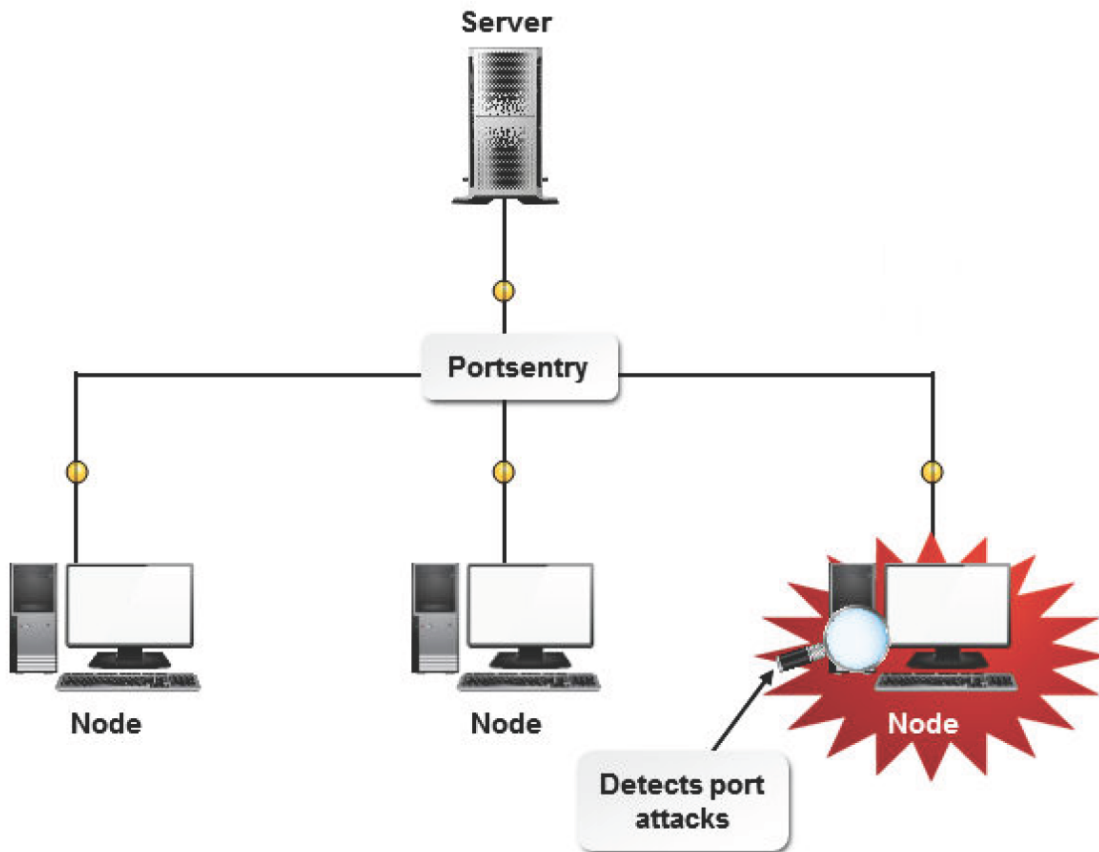 Server
Portsentry
Node
Node
Node
Detects port
attacks